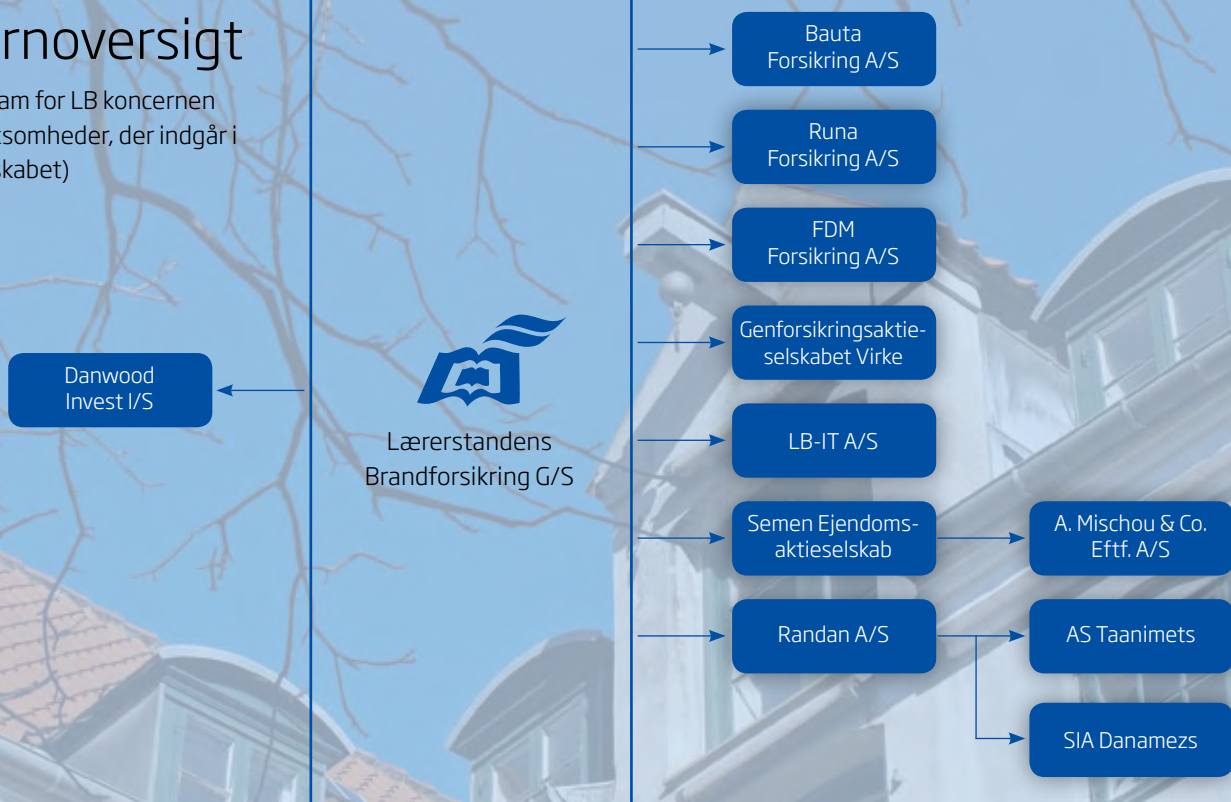 rnoversigt
am for LB koncernen
somheder, der indgår i
kabet)
Danwood
Invest I/S
Lærerstandens
Brandforsikring G/S
Bauta
Forsikring A/S
Runa
Forsikring A/S
FDM
Forsikring A/S
Genforsikringsaktie-
selskabet Virke
LB-IT A/S
Semen Ejendoms-
aktieselskab
A. Mischou & Co.
Eftf. A/S
Randan A/S
AS Taanimets
SIA Danamezs